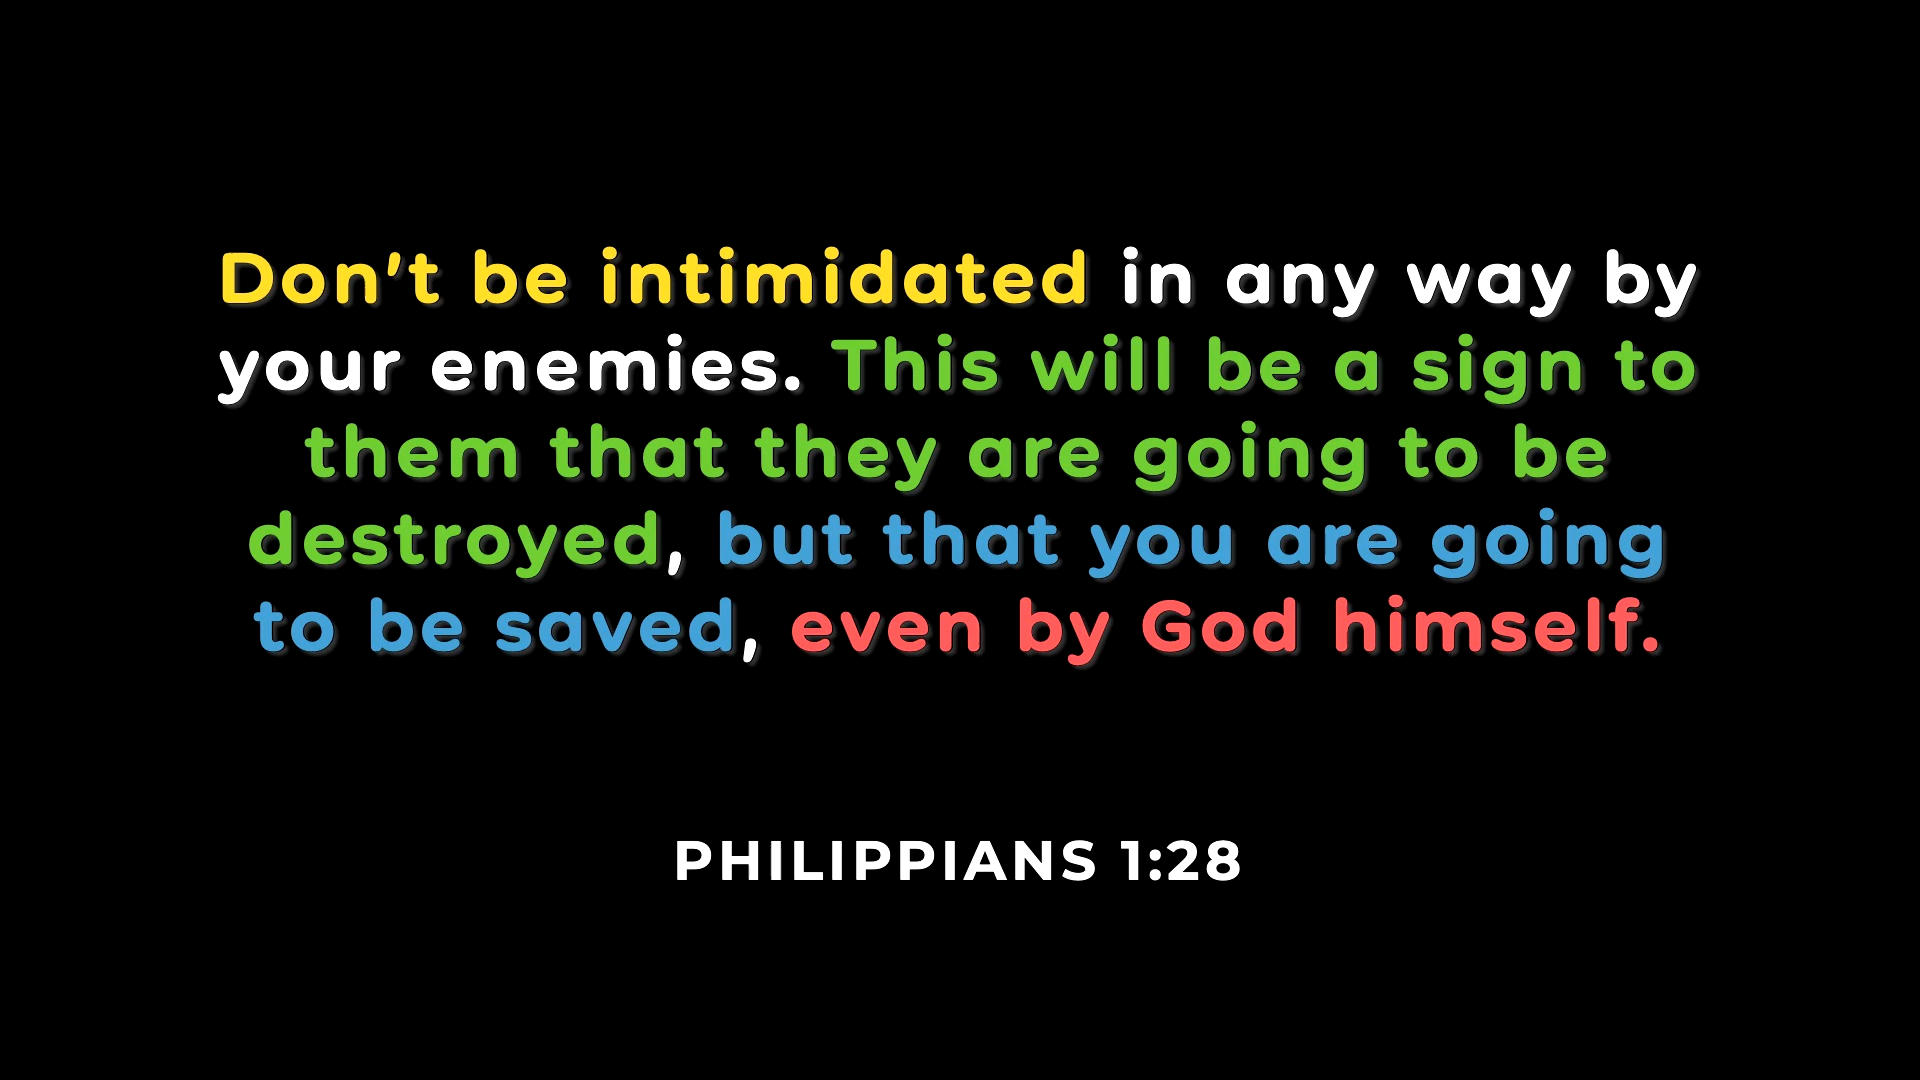 Don't be intimidated in any way by
your enemies. This will be a sign to
them that they are going to be
destroyed, but that you are going
to be saved, even by God himself.
PHILIPPIANS 1:28